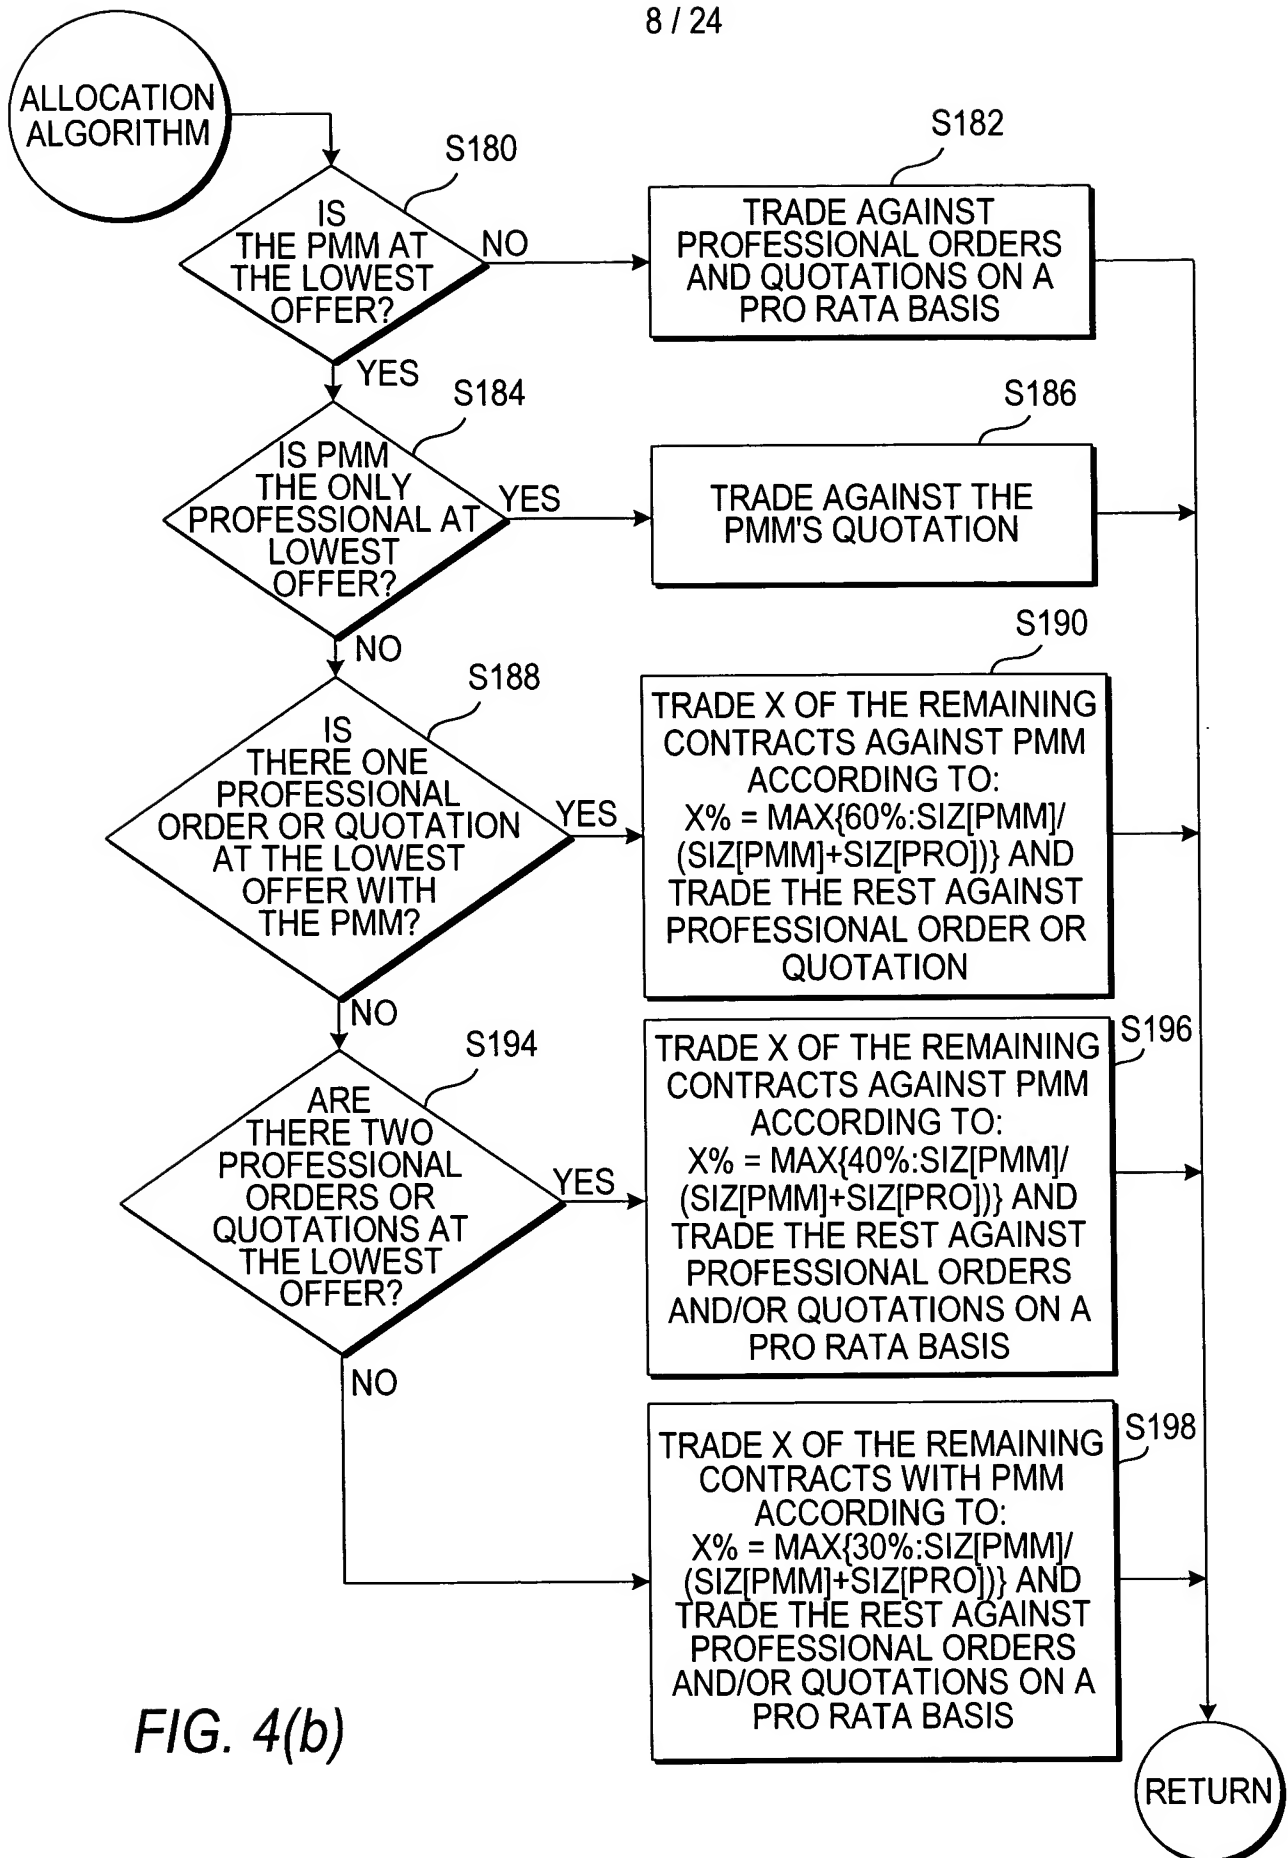 8 / 24
ALLOCATION
ALGORITHM
S180
IS
THE PMM AT
THE LOWEST
OFFER?
NO
YES
S182
TRADE AGAINST
PROFESSIONAL ORDERS
AND QUOTATIONS ON A
PRO RATA BASIS
S184
IS PMM
THE ONLY
PROFESSIONAL AT
LOWEST
OFFER?
YES
NO
S186
TRADE AGAINST THE
PMM'S QUOTATION
S188
IS
THERE ONE
PROFESSIONAL
ORDER OR QUOTATION
AT THE LOWEST
OFFER WITH
THE PMM?
YES
NO
S190
TRADE X OF THE REMAINING
CONTRACTS AGAINST PMM
ACCORDING TO:
X% = MAX{60%:SIZ[PMM]/
(SIZ[PMM]+SIZ[PRO])} AND
TRADE THE REST AGAINST
PROFESSIONAL ORDER OR
QUOTATION
S194
ARE
THERE TWO
PROFESSIONAL
ORDERS OR
QUOTATIONS AT
THE LOWEST
OFFER?
YES
NO
S196
TRADE X OF THE REMAINING
CONTRACTS AGAINST PMM
ACCORDING TO:
X% = MAX{40%:SIZ[PMM]/
(SIZ[PMM]+SIZ[PRO])} AND
TRADE THE REST AGAINST
PROFESSIONAL ORDERS
AND/OR QUOTATIONS ON A
PRO RATA BASIS
S198
TRADE X OF THE REMAINING
CONTRACTS WITH PMM
ACCORDING TO:
X% = MAX{30%:SIZ[PMM]/
(SIZ[PMM]+SIZ[PRO])} AND
TRADE THE REST AGAINST
PROFESSIONAL ORDERS
AND/OR QUOTATIONS ON A
PRO RATA BASIS
RETURN
FIG. 4(b)